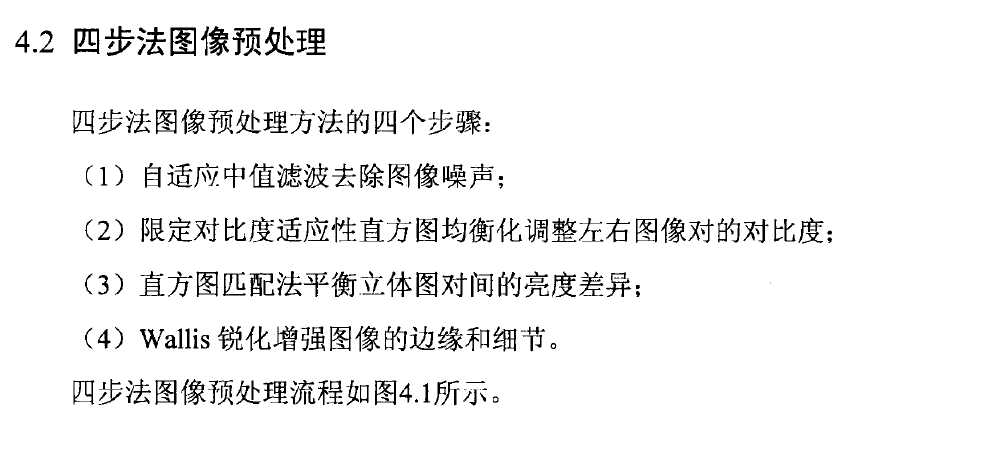 4.2 四步法图像预处理
四步法图像预处理方法的四个步骤：
（1）自适应中值滤波去除图像噪声；
（2）限定对比度适应性直方图均衡化调整左右图像对的对比度；
（3）直方图匹配法平衡立体图对间的亮度差异；
（4）Wallis 锐化增强图像的边缘和细节。
四步法图像预处理流程如图4.1所示。